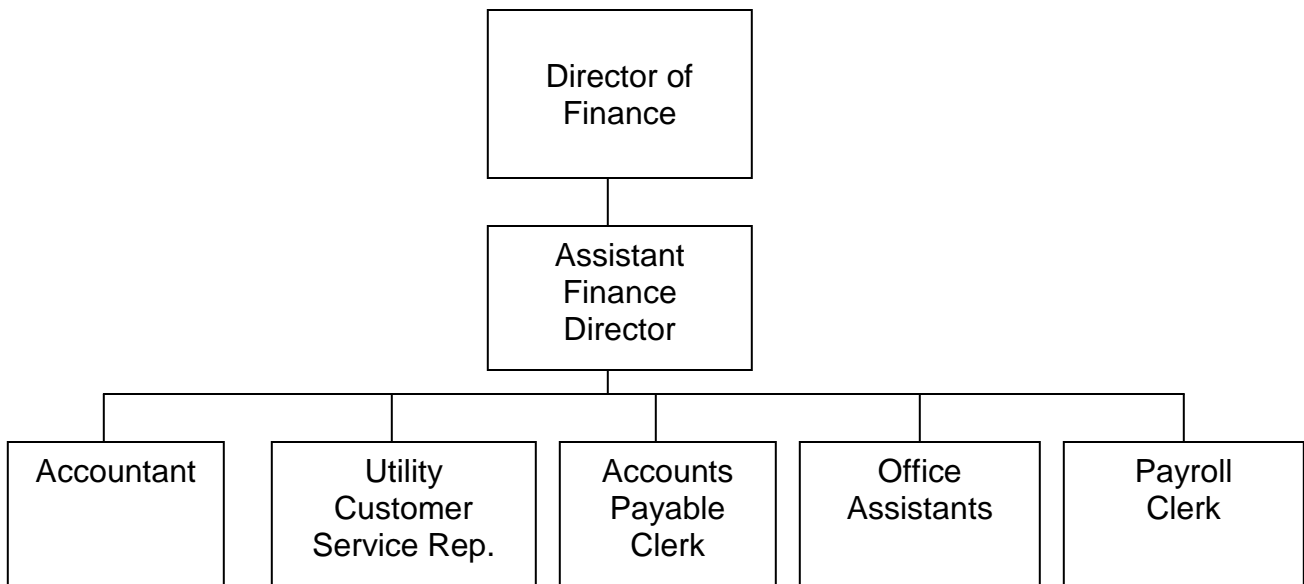 Director of
Finance
Assistant
Finance
Director
Accountant
Utility
Customer
Service Rep.
Accounts
Payable
Clerk
Office
Assistants
Payroll
Clerk